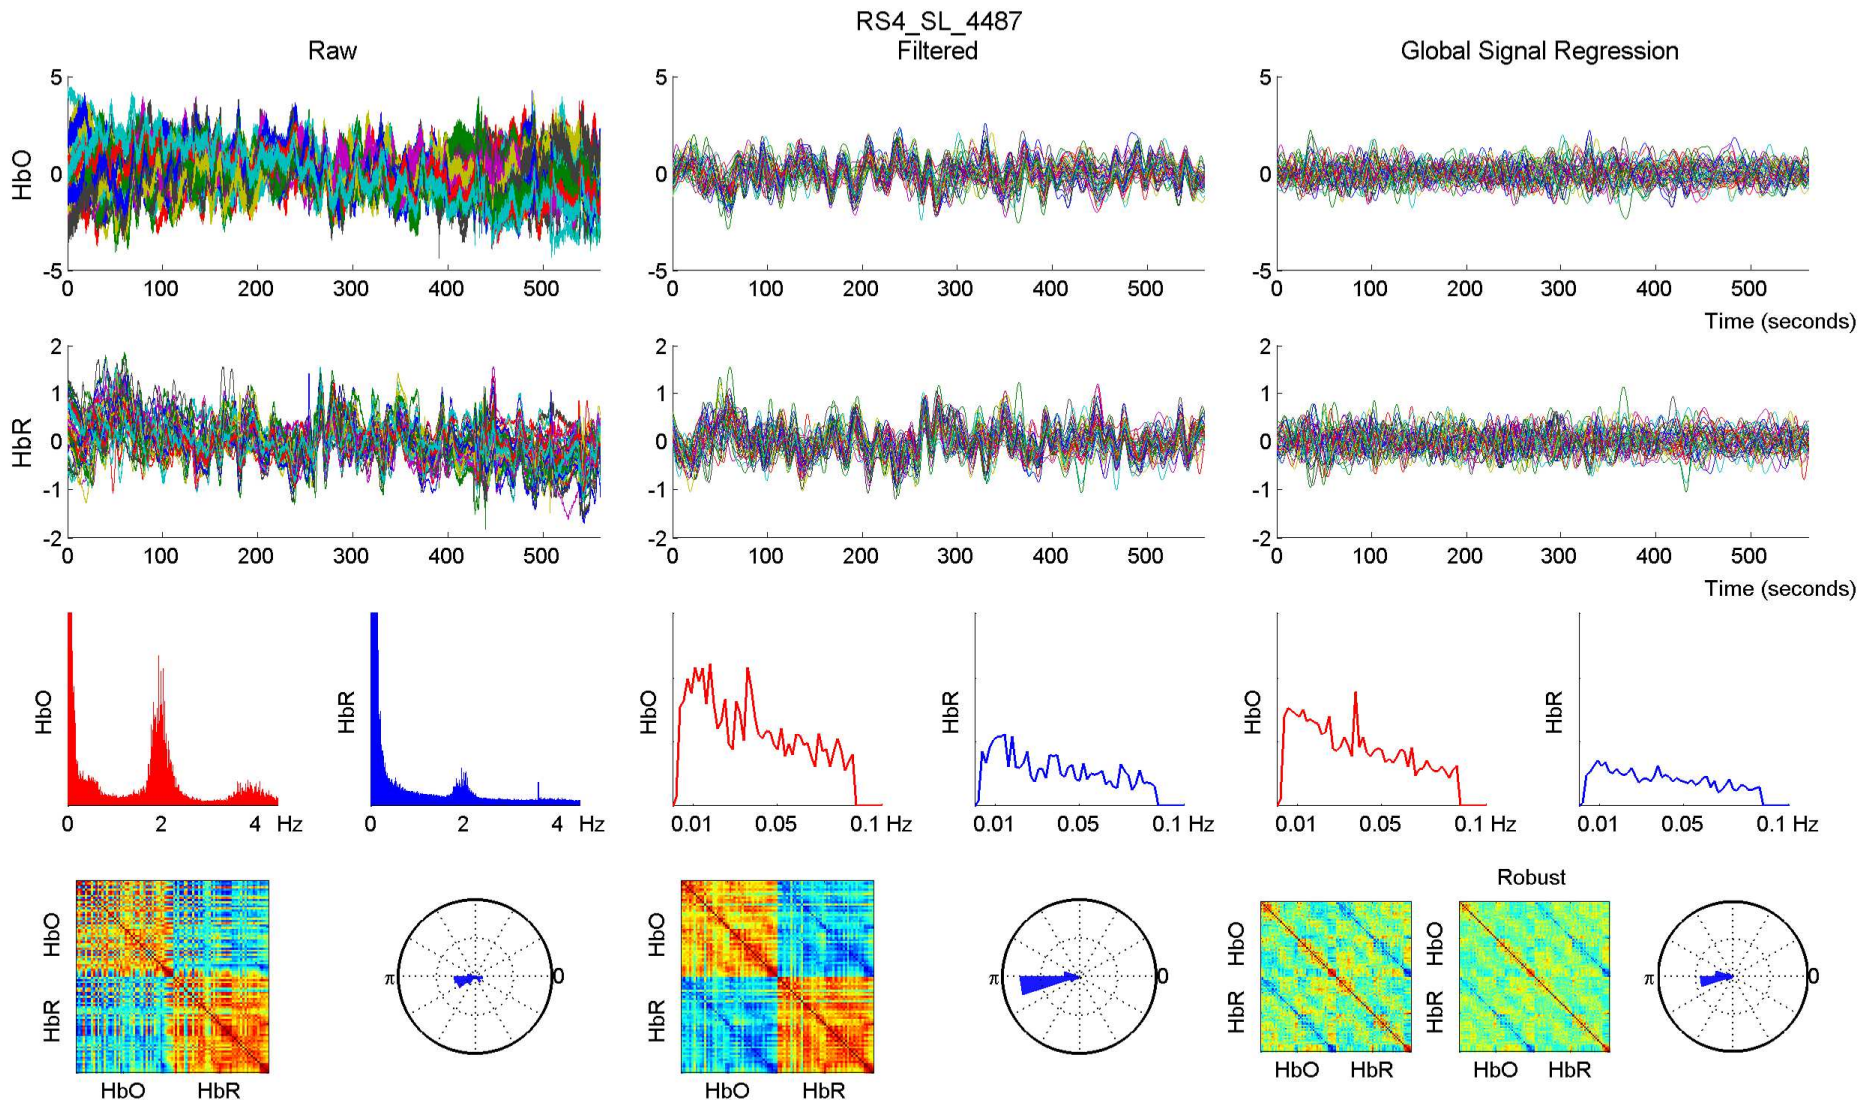 RS4_SL_4487
Raw
Filtered
Global Signal Regression
HbO
5
0
-5
0 100 200 300 400 500
5
0
-5
0 100 200 300 400 500
5
0
-5
0 100 200 300 400 500
Time (seconds)
HbR
2
1
0
-1
-2
0 100 200 300 400 500
2
1
0
-1
-2
0 100 200 300 400 500
2
1
0
-1
-2
0 100 200 300 400 500
Time (seconds)
HbO
0 2 4 Hz
HbR
0 2 4 Hz
HbO
0.01 0.05 0.1 Hz
HbR
0.01 0.05 0.1 Hz
HbO
0.01 0.05 0.1 Hz
HbR
0.01 0.05 0.1 Hz
HbO
HbR
HbO HbR
π 0
HbO
HbR
HbO HbR
π 0
HbO
HbR
HbO HbR
Robust
HbO
HbR
HbO HbR
π 0